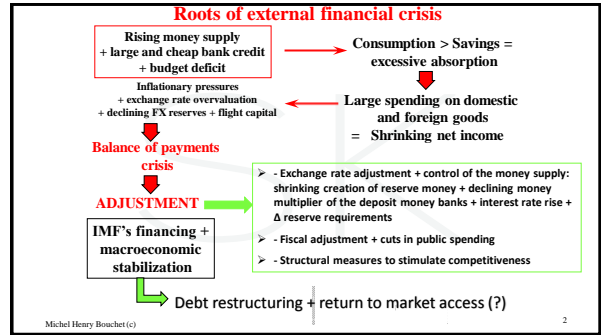 Roots of external financial crisis
Rising money supply
+ large and cheap bank credit
+ budget deficit
Consumption > Savings =
excessive absorption
Inflationary pressures
+ exchange rate overvaluation
+ declining FX reserves + flight capital
Large spending on domestic
and foreign goods
= Shrinking net income
Balance of payments
crisis
ADJUSTMENT
➢ - Exchange rate adjustment + control of the money supply:
shrinking creation of reserve money + declining money
multiplier of the deposit money banks + interest rate rise +
Δ reserve requirements
➢ - Fiscal adjustment + cuts in public spending
➢ - Structural measures to stimulate competitiveness
IMF's financing +
macroeconomic
stabilization
Debt restructuring + return to market access (?)
Michel Henry Bouchet (c)
2